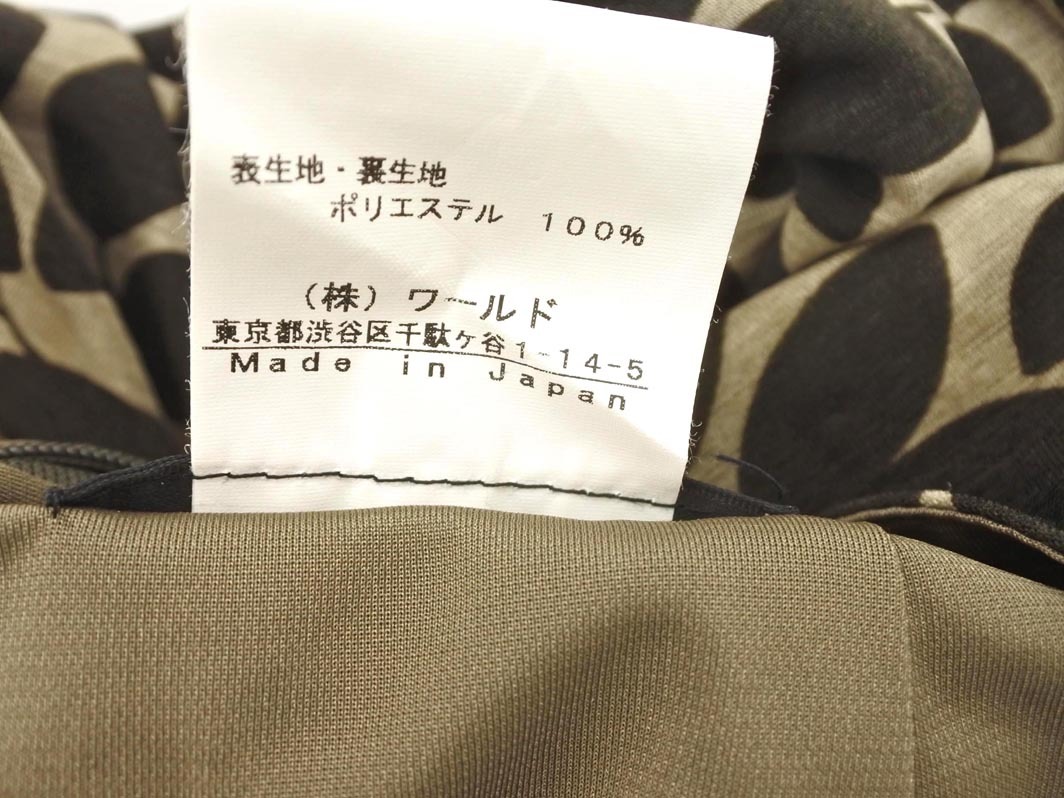 表生地・裏生地
ポリエステル 100%
(株)ワールド
東京都渋谷区千駄ヶ谷1-14-5
Made in Japan